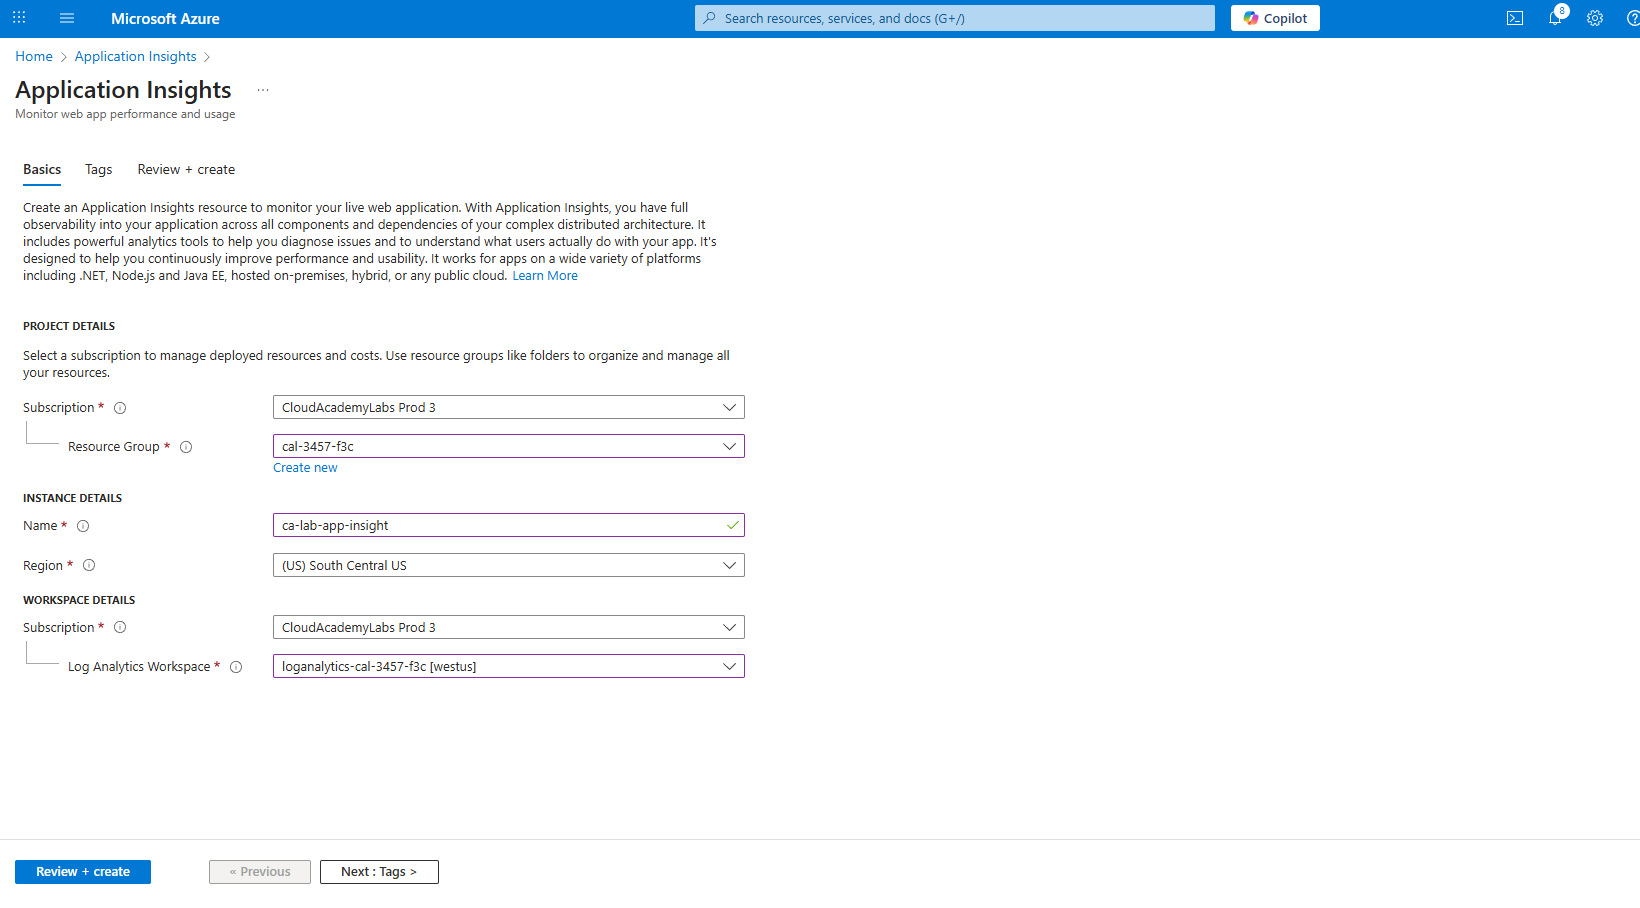 Microsoft Azure
Search resources, services, and docs (G+/)
Copilot
8
Home > Application Insights >
Application Insights ...
Monitor web app performance and usage
Basics Tags Review + create
Create an Application Insights resource to monitor your live web application. With Application Insights, you have full
observability into your application across all components and dependencies of your complex distributed architecture. It
includes powerful analytics tools to help you diagnose issues and to understand what users actually do with your app. It's
designed to help you continuously improve performance and usability. It works for apps on a wide variety of platforms
including .NET, Node.js and Java EE, hosted on-premises, hybrid, or any public cloud. Learn More
PROJECT DETAILS
Select a subscription to manage deployed resources and costs. Use resource groups like folders to organize and manage all
your resources.
Subscription * CloudAcademyLabs Prod 3
Resource Group * cal-3457-f3c
Create new
INSTANCE DETAILS
Name * ca-lab-app-insight
Region * (US) South Central US
WORKSPACE DETAILS
Subscription * CloudAcademyLabs Prod 3
Log Analytics Workspace * loganalytics-cal-3457-f3c [westus]
Review + create
« Previous
Next : Tags >